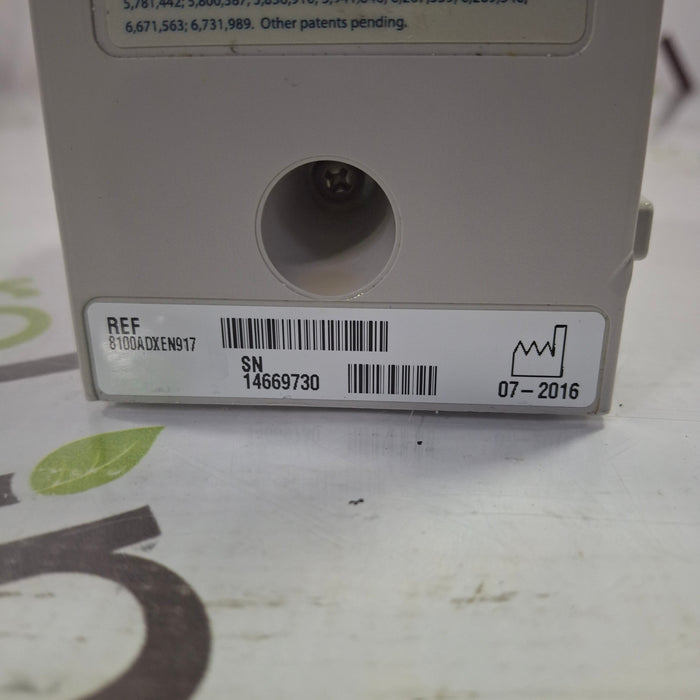 6,671,563; 6,731,989. Other patents pending.
REF
8100ADXEN917
SN
14669730
07-2016